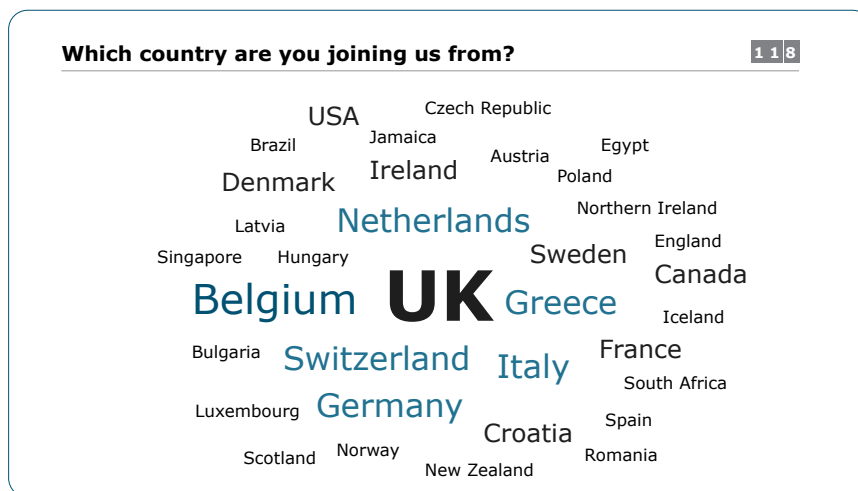 Which country are you joining us from?
118
USA
Czech Republic
Brazil
Jamaica
Austria
Egypt
Denmark
Ireland
Poland
Latvia
Netherlands
Northern Ireland
Singapore
Hungary
Sweden
England
Belgium
UK
Greece
Canada
Iceland
Bulgaria
Switzerland
Italy
France
South Africa
Luxembourg
Germany
Croatia
Spain
Scotland
Norway
New Zealand
Romania